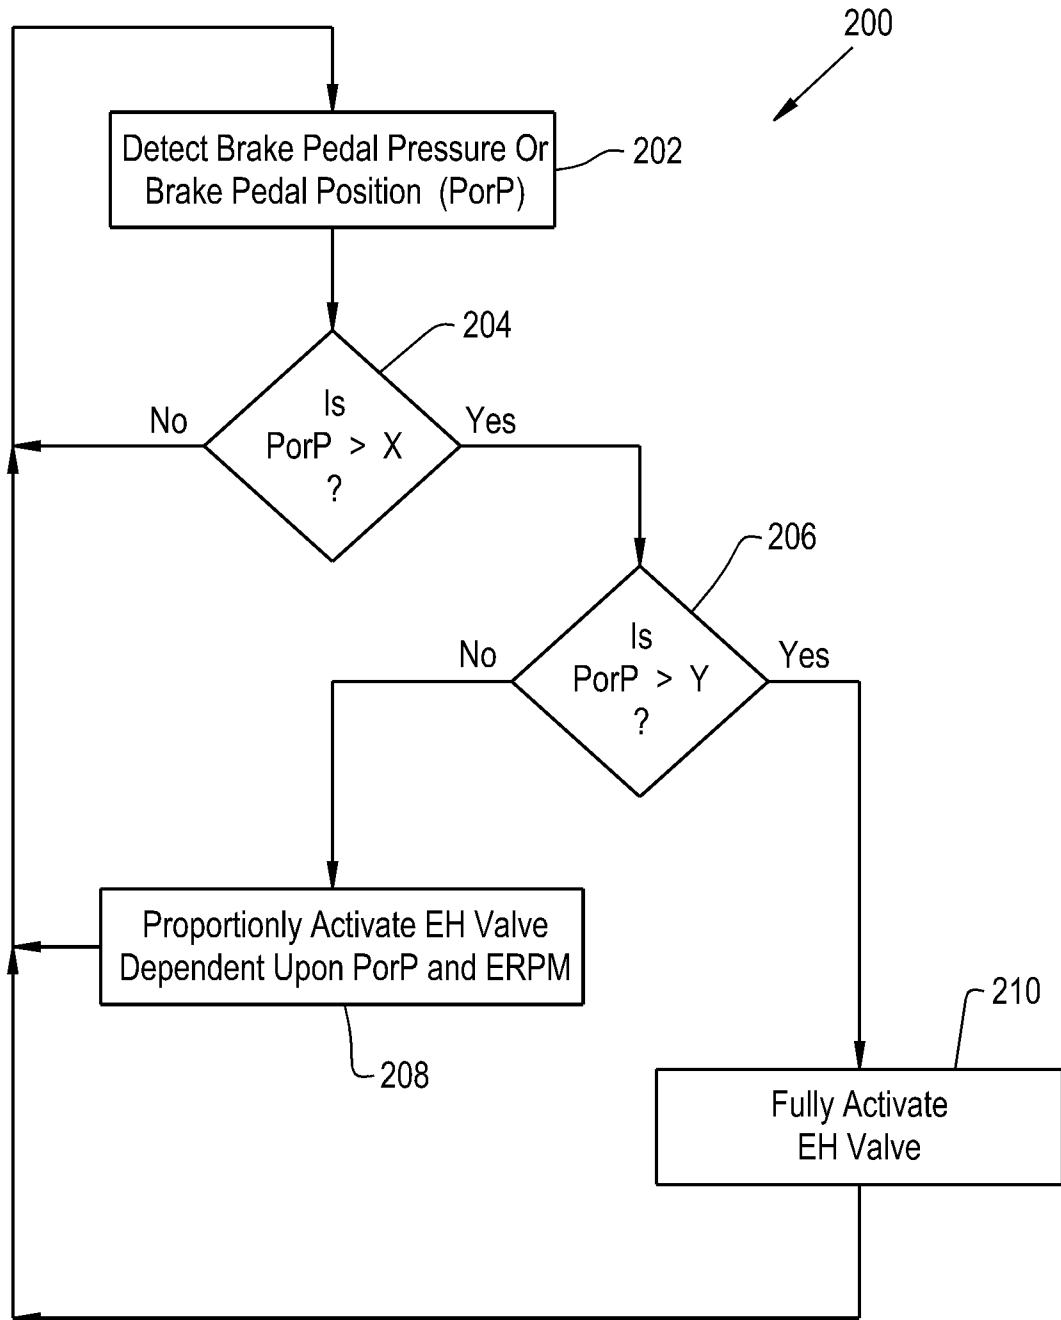 200
Detect Brake Pedal Pressure Or
Brake Pedal Position (PorP)
202
204
Is
PorP > X
?
No
Yes
206
Is
PorP > Y
?
No
Yes
Proportionly Activate EH Valve
Dependent Upon PorP and ERPM
208
210
Fully Activate
EH Valve